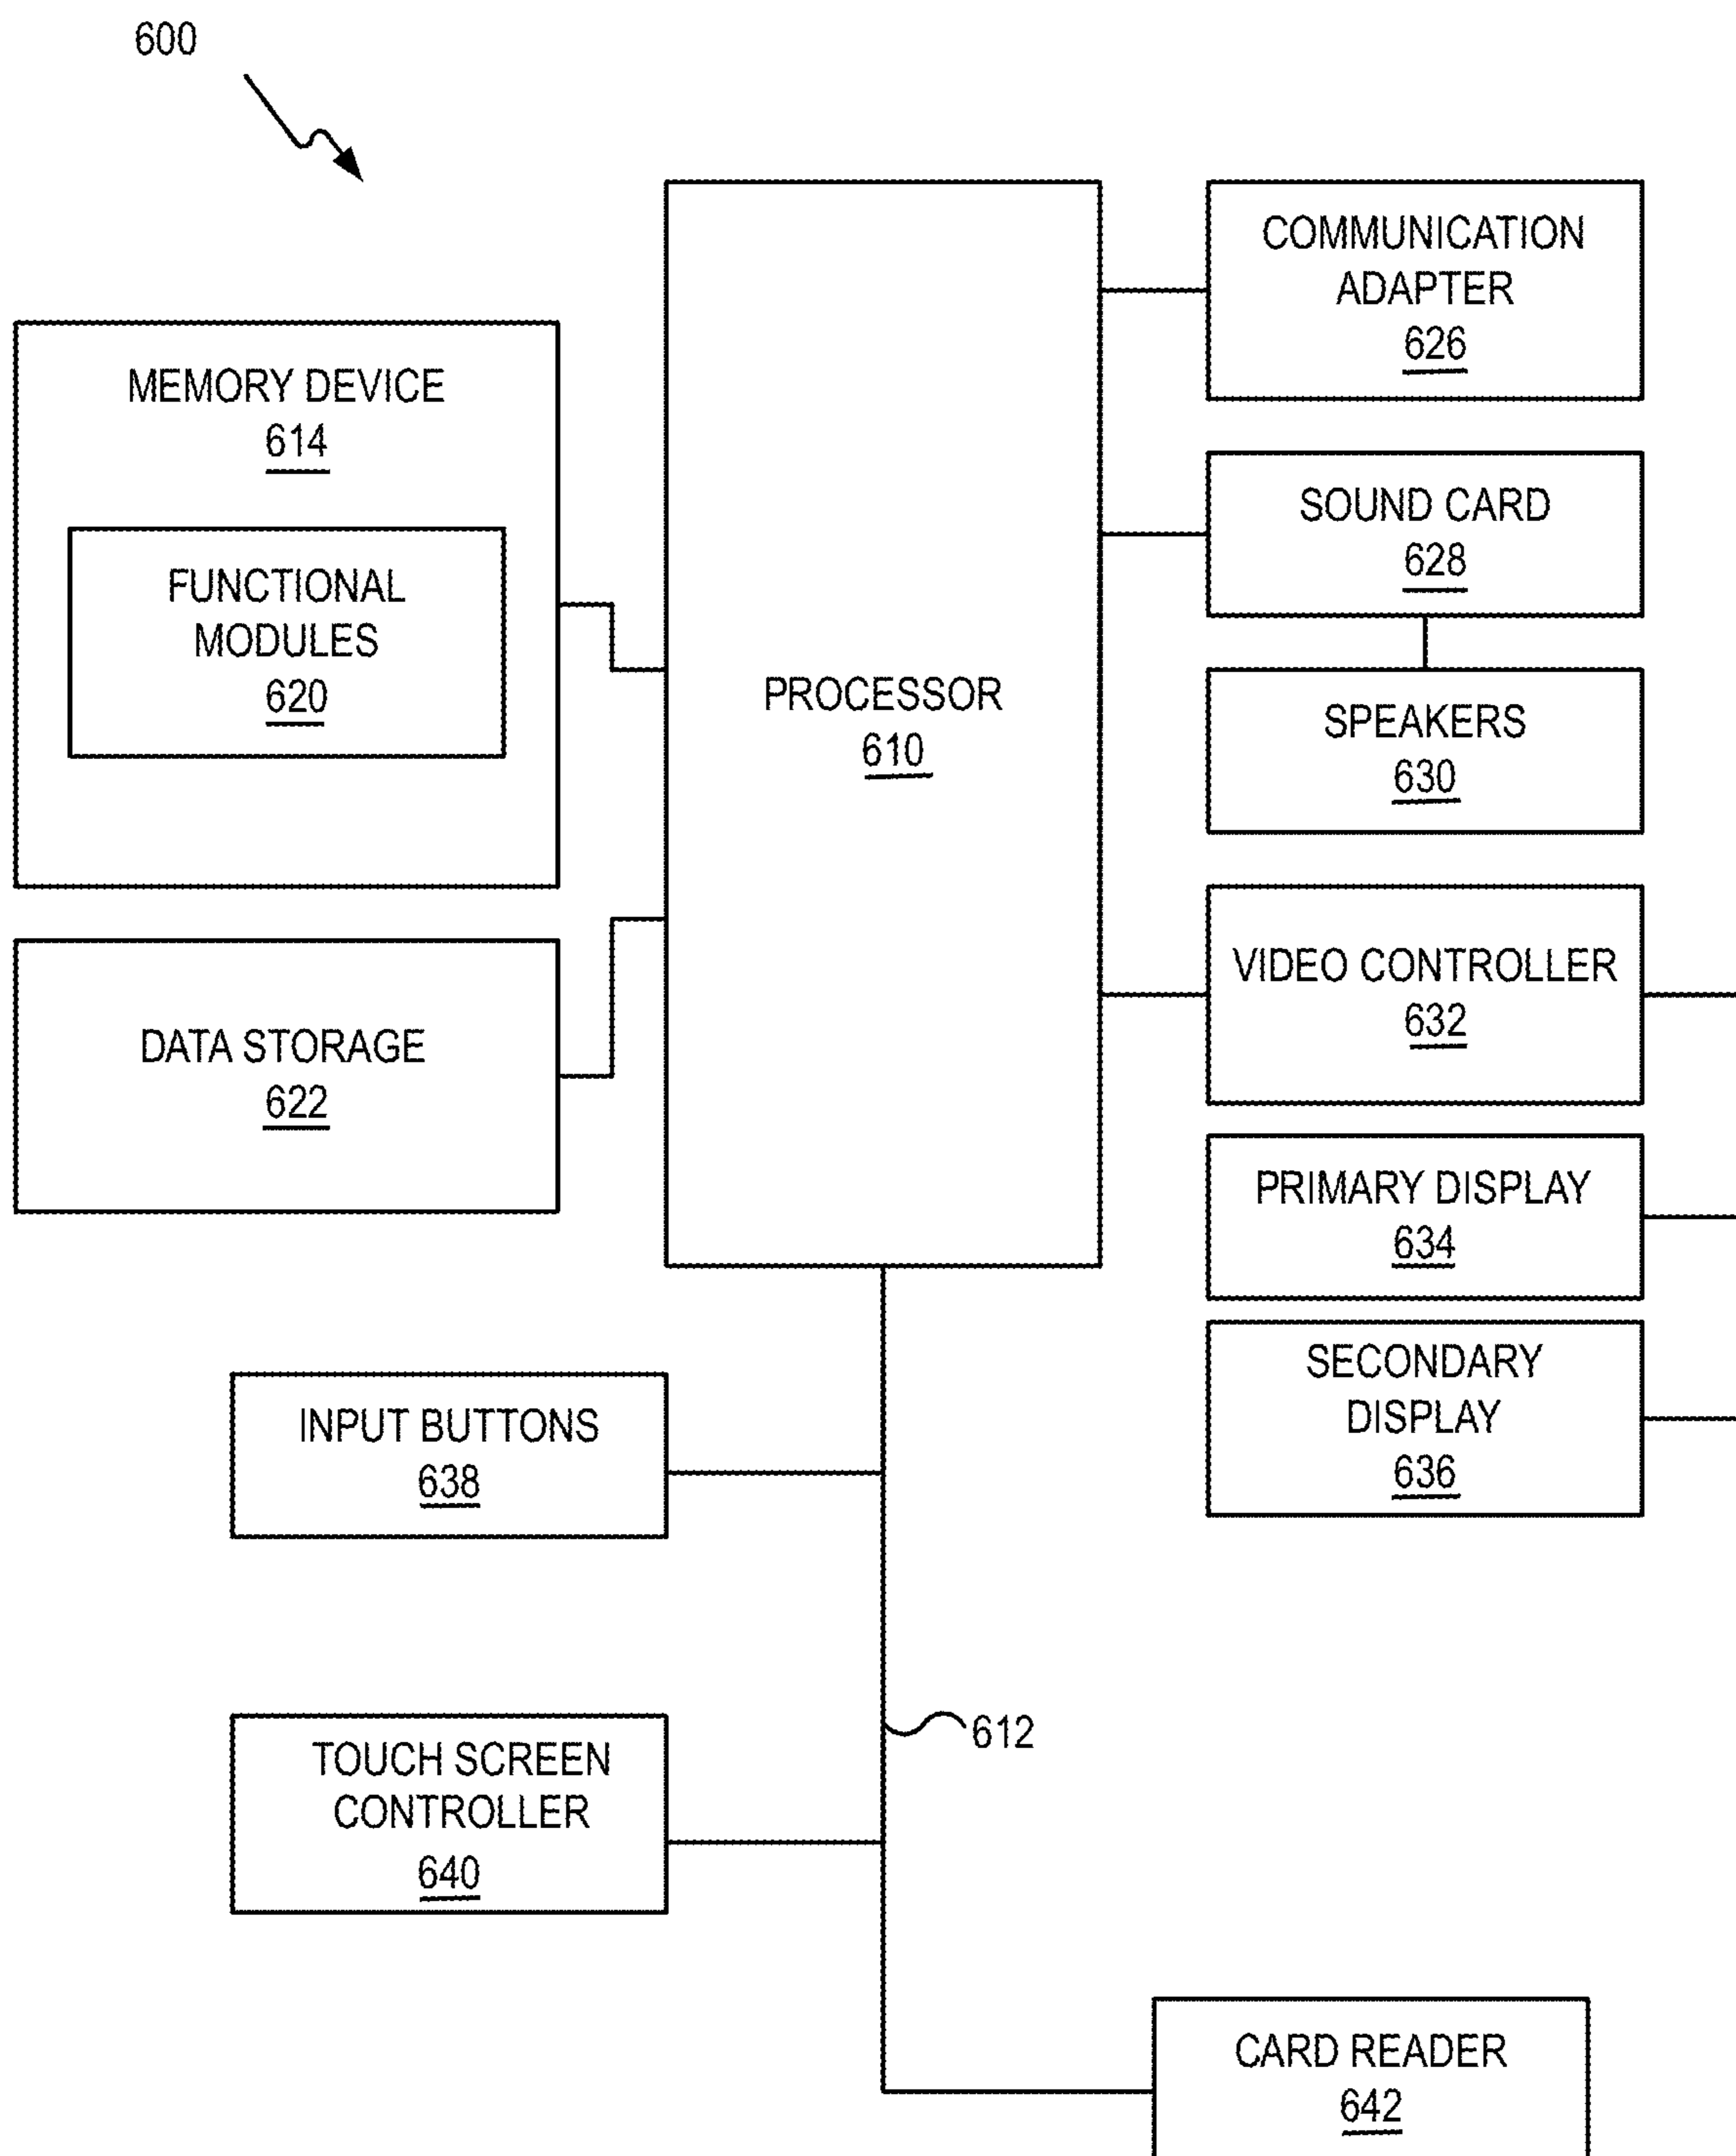 600
COMMUNICATION
ADAPTER
626
MEMORY DEVICE
614
FUNCTIONAL
MODULES
620
PROCESSOR
610
SOUND CARD
628
SPEAKERS
630
VIDEO CONTROLLER
632
DATA STORAGE
622
PRIMARY DISPLAY
634
SECONDARY
DISPLAY
636
INPUT BUTTONS
638
612
TOUCH SCREEN
CONTROLLER
640
CARD READER
642